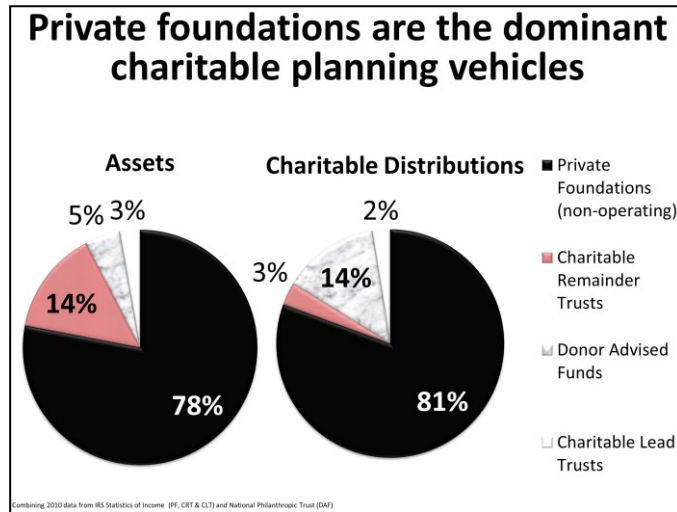 Private foundations are the dominant
charitable planning vehicles
Assets
5% 3%
14%
78%
Charitable Distributions
2%
3%
14%
81%
Private
Foundations
(non-operating)
Charitable
Remainder
Trusts
Donor Advised
Funds
Charitable Lead
Trusts
Combining 2010 data from IRS Statistics of Income (PF, CRT & CLT) and National Philanthropic Trust (DAF)